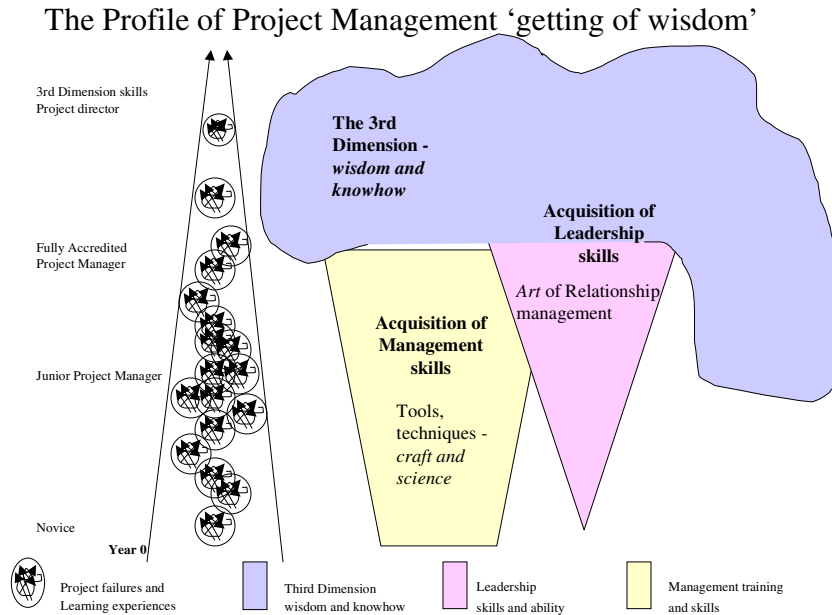 The Profile of Project Management ‘getting of wisdom’
3rd Dimension skills
Project director
The 3rd
Dimension -
wisdom and
knowhow
Acquisition of
Leadership
skills
Fully Accredited
Project Manager
Art of Relationship
management
Acquisition of
Management
skills
Junior Project Manager
Tools,
techniques -
craft and
science
Novice
Year 0
Project failures and
Learning experiences
Third Dimension
wisdom and knowhow
Leadership
skills and ability
Management training
and skills